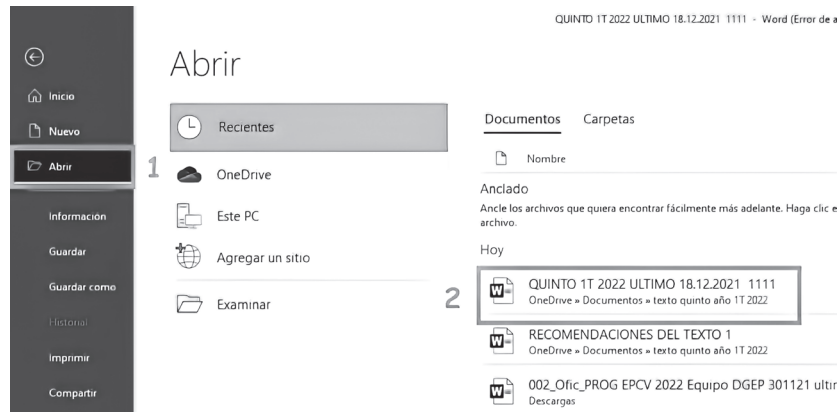 QUINTO 1T 2022 ULTIMO 18.12.2021 1111 - Word (Error de a
Abrir
Inicio
Nuevo
Abrir
Información
Guardar
Guardar como
Historial
Imprimir
Compartir
1
Recientes
OneDrive
Este PC
Agregar un sitio
Examinar
Documentos Carpetas
Nombre
Anclado
Ancle los archivos que quiera encontrar fácilmente más adelante. Haga clic e
archivo.
Hoy
2
QUINTO 1T 2022 ULTIMO 18.12.2021 1111
OneDrive » Documentos » texto quinto año 1T 2022
RECOMENDACIONES DEL TEXTO 1
OneDrive » Documentos » texto quinto año 1T 2022
002_Ofic_PROG EPCV 2022 Equipo DGEP 301121 ultir
Descargas